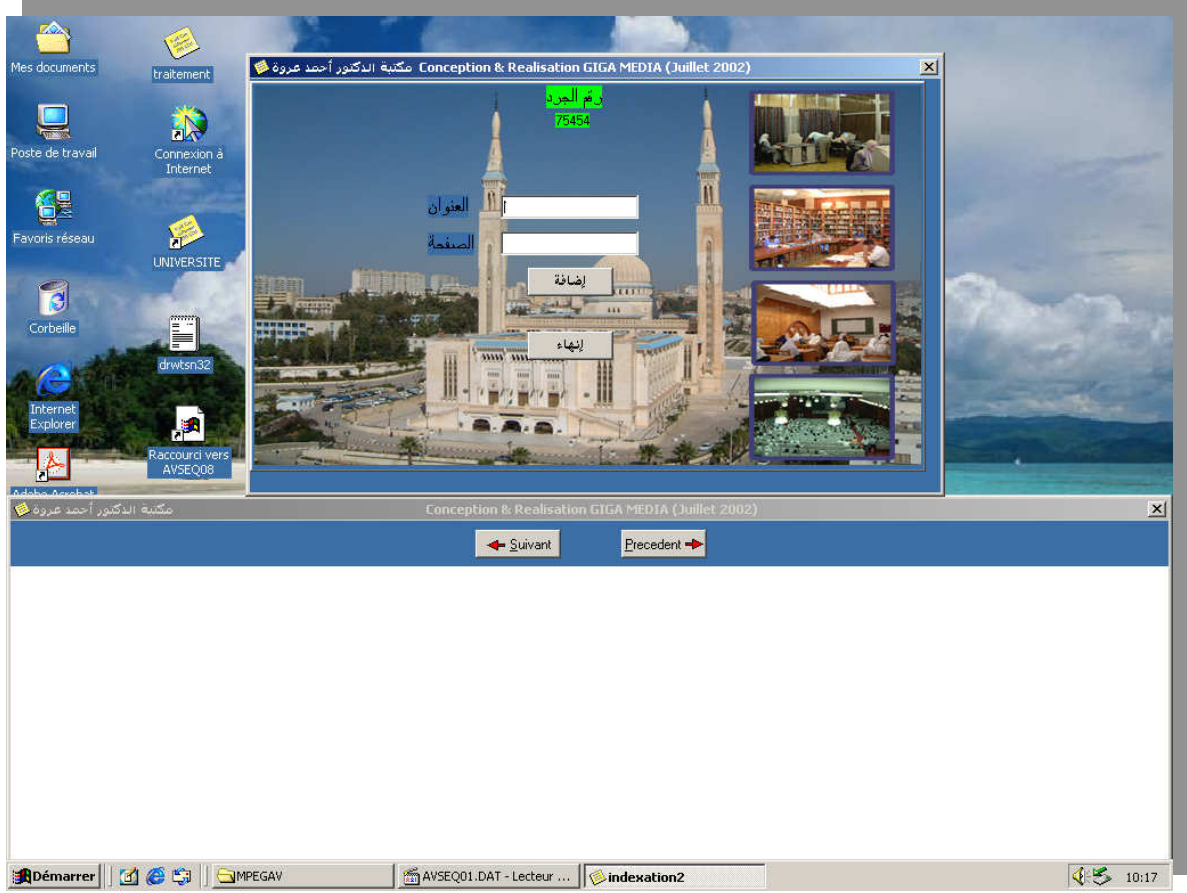 Mes documents
traitement
Poste de travail
Connexion à
Internet
Favoris réseau
UNIVERSITE
Corbeille
drwtsn32
Internet
Explorer
Raccourci vers
AVSEQ08
Adobe Acrobat
مكتبة الدكتور أحمد عروة Conception & Realisation GIGA MEDIA (Juillet 2002)
رقم الجرد
75454
العنوان
الصفحة
إضافة
إنهاء
مكتبة الدكتور أحمد عروة Conception & Realisation GIGA MEDIA (Juillet 2002)
Suivant
Precedent
Démarrer
MPEGAV
AVSEQ01.DAT - Lecteur ...
indexation2
10:17